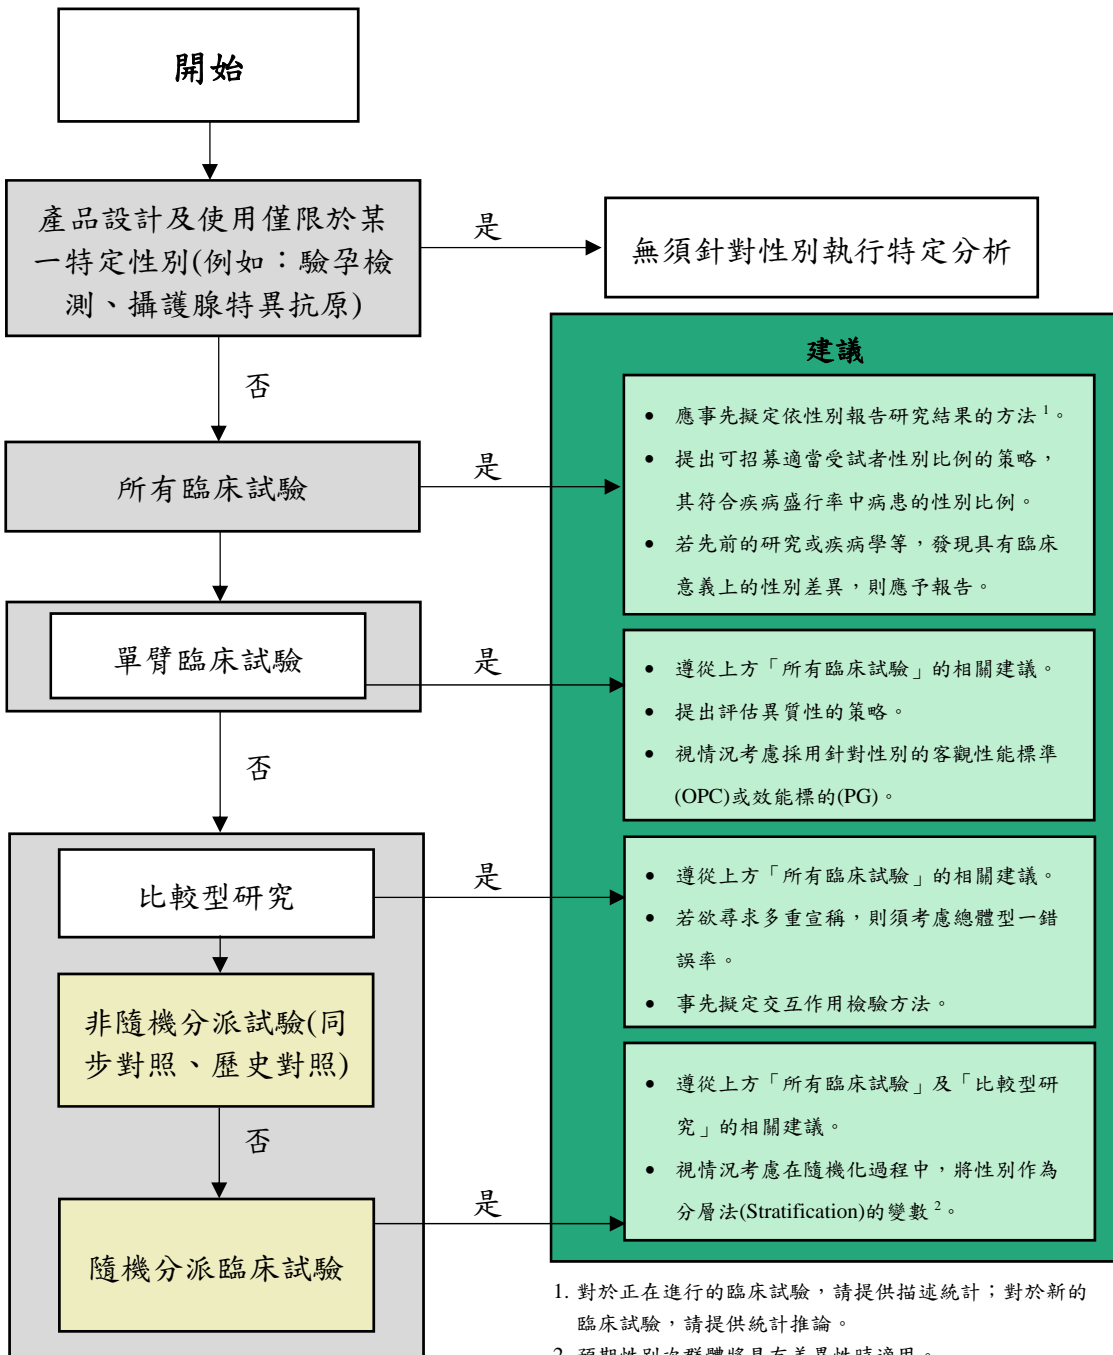 開始
產品設計及使用僅限於某
一特定性別(例如：驗孕檢
測、攝護腺特異抗原)
是
無須針對性別執行特定分析
否
建議
所有臨床試驗
是
• 應事先擬定依性別報告研究結果的方法 1。
• 提出可招募適當受試者性別比例的策略，
其符合疾病盛行率中病患的性別比例。
• 若先前的研究或疾病學等，發現具有臨床
意義上的性別差異，則應予報告。
單臂臨床試驗
是
• 遵從上方「所有臨床試驗」的相關建議。
• 提出評估異質性的策略。
• 視情況考慮採用針對性別的客觀性能標準
(OPC)或效能標的(PG)。
否
比較型研究
是
• 遵從上方「所有臨床試驗」的相關建議。
• 若欲尋求多重宣稱，則須考慮總體型一錯
誤率。
• 事先擬定交互作用檢驗方法。
非隨機分派試驗(同
步對照、歷史對照)
否
隨機分派臨床試驗
是
• 遵從上方「所有臨床試驗」及「比較型研
究」的相關建議。
• 視情況考慮在隨機化過程中，將性別作為
分層法(Stratification)的變數 2。
1. 對於正在進行的臨床試驗，請提供描述統計；對於新的
臨床試驗，請提供統計推論。
2. 預期性別次群體將具有差異性時適用。